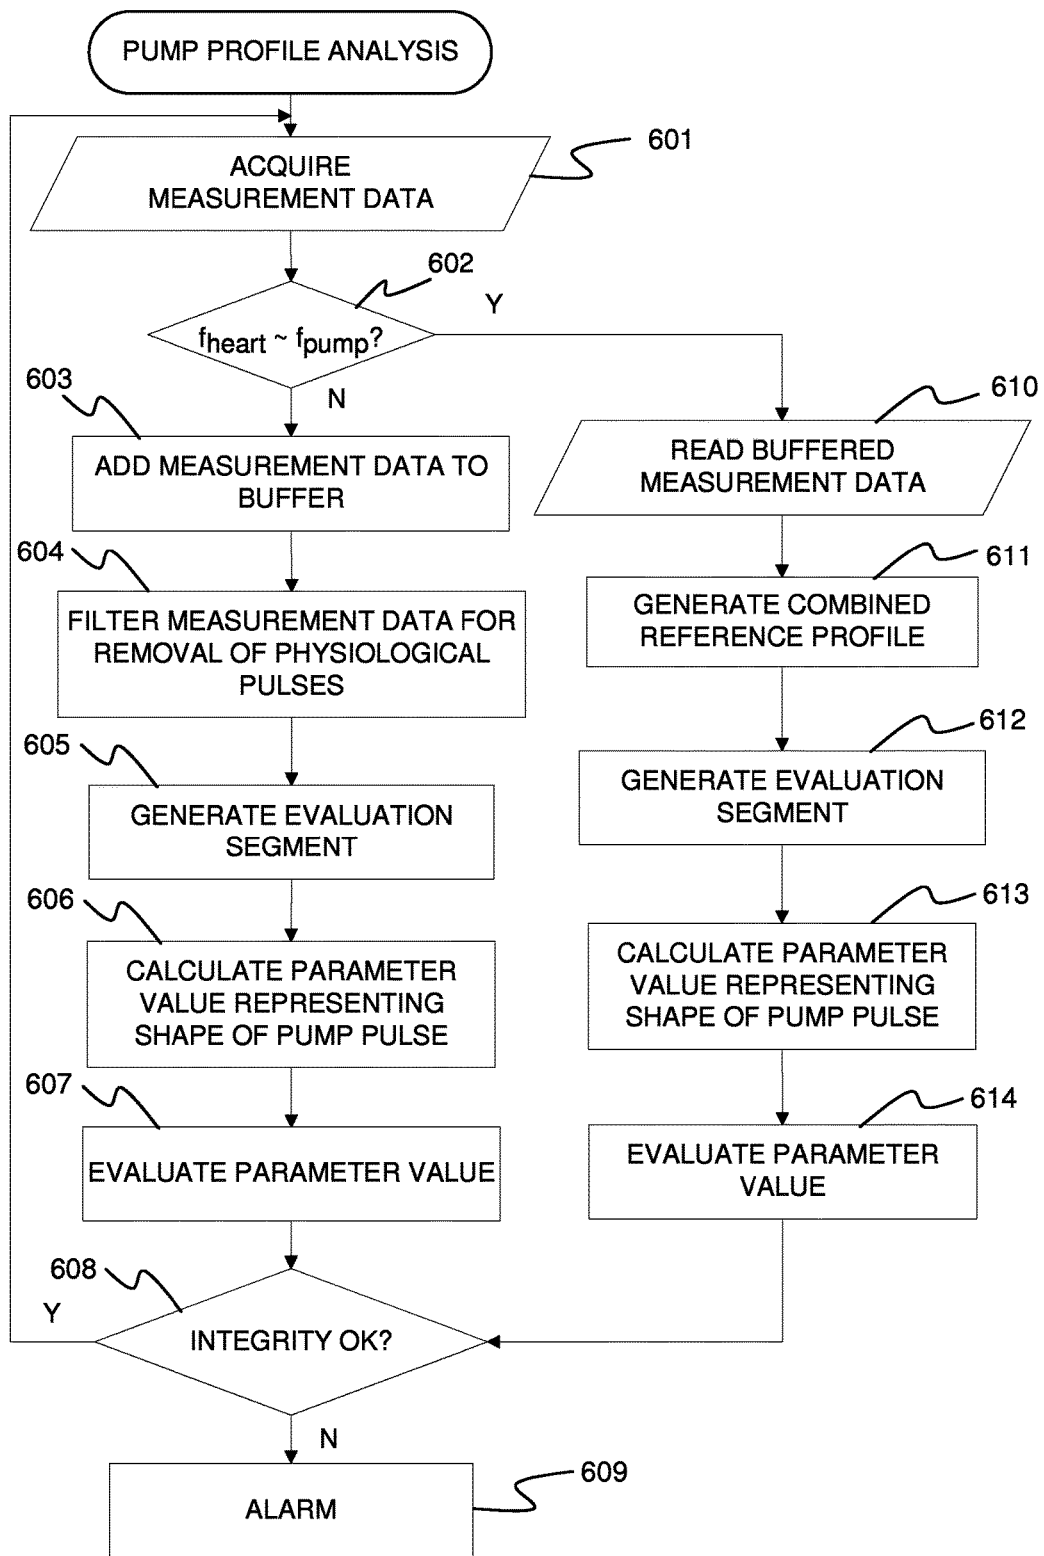 PUMP PROFILE ANALYSIS
601
ACQUIRE
MEASUREMENT DATA
602
Y
fheart ~ fpump?
N
603
ADD MEASUREMENT DATA TO
BUFFER
604
FILTER MEASUREMENT DATA FOR
REMOVAL OF PHYSIOLOGICAL
PULSES
605
GENERATE EVALUATION
SEGMENT
606
CALCULATE PARAMETER
VALUE REPRESENTING
SHAPE OF PUMP PULSE
607
EVALUATE PARAMETER VALUE
610
READ BUFFERED
MEASUREMENT DATA
611
GENERATE COMBINED
REFERENCE PROFILE
612
GENERATE EVALUATION
SEGMENT
613
CALCULATE PARAMETER
VALUE REPRESENTING
SHAPE OF PUMP PULSE
614
EVALUATE PARAMETER
VALUE
608
Y
INTEGRITY OK?
N
609
ALARM